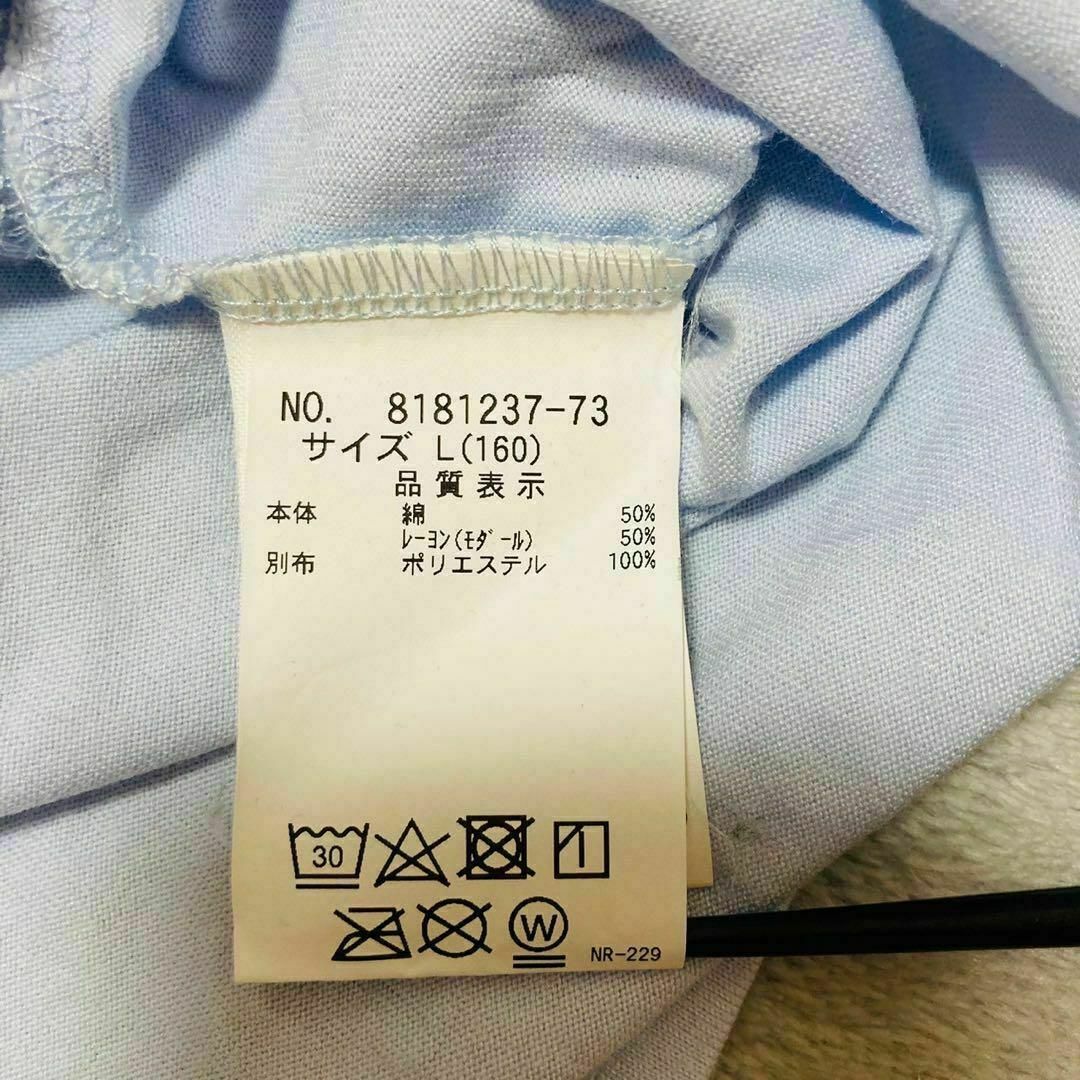 NO. 8181237-73
サイズ L(160)
品質表示
本体 綿 50%
ﾚｰﾖﾝ(ﾓﾀﾞｰﾙ) 50%
別布 ポリエステル 100%
30
W
NR-229